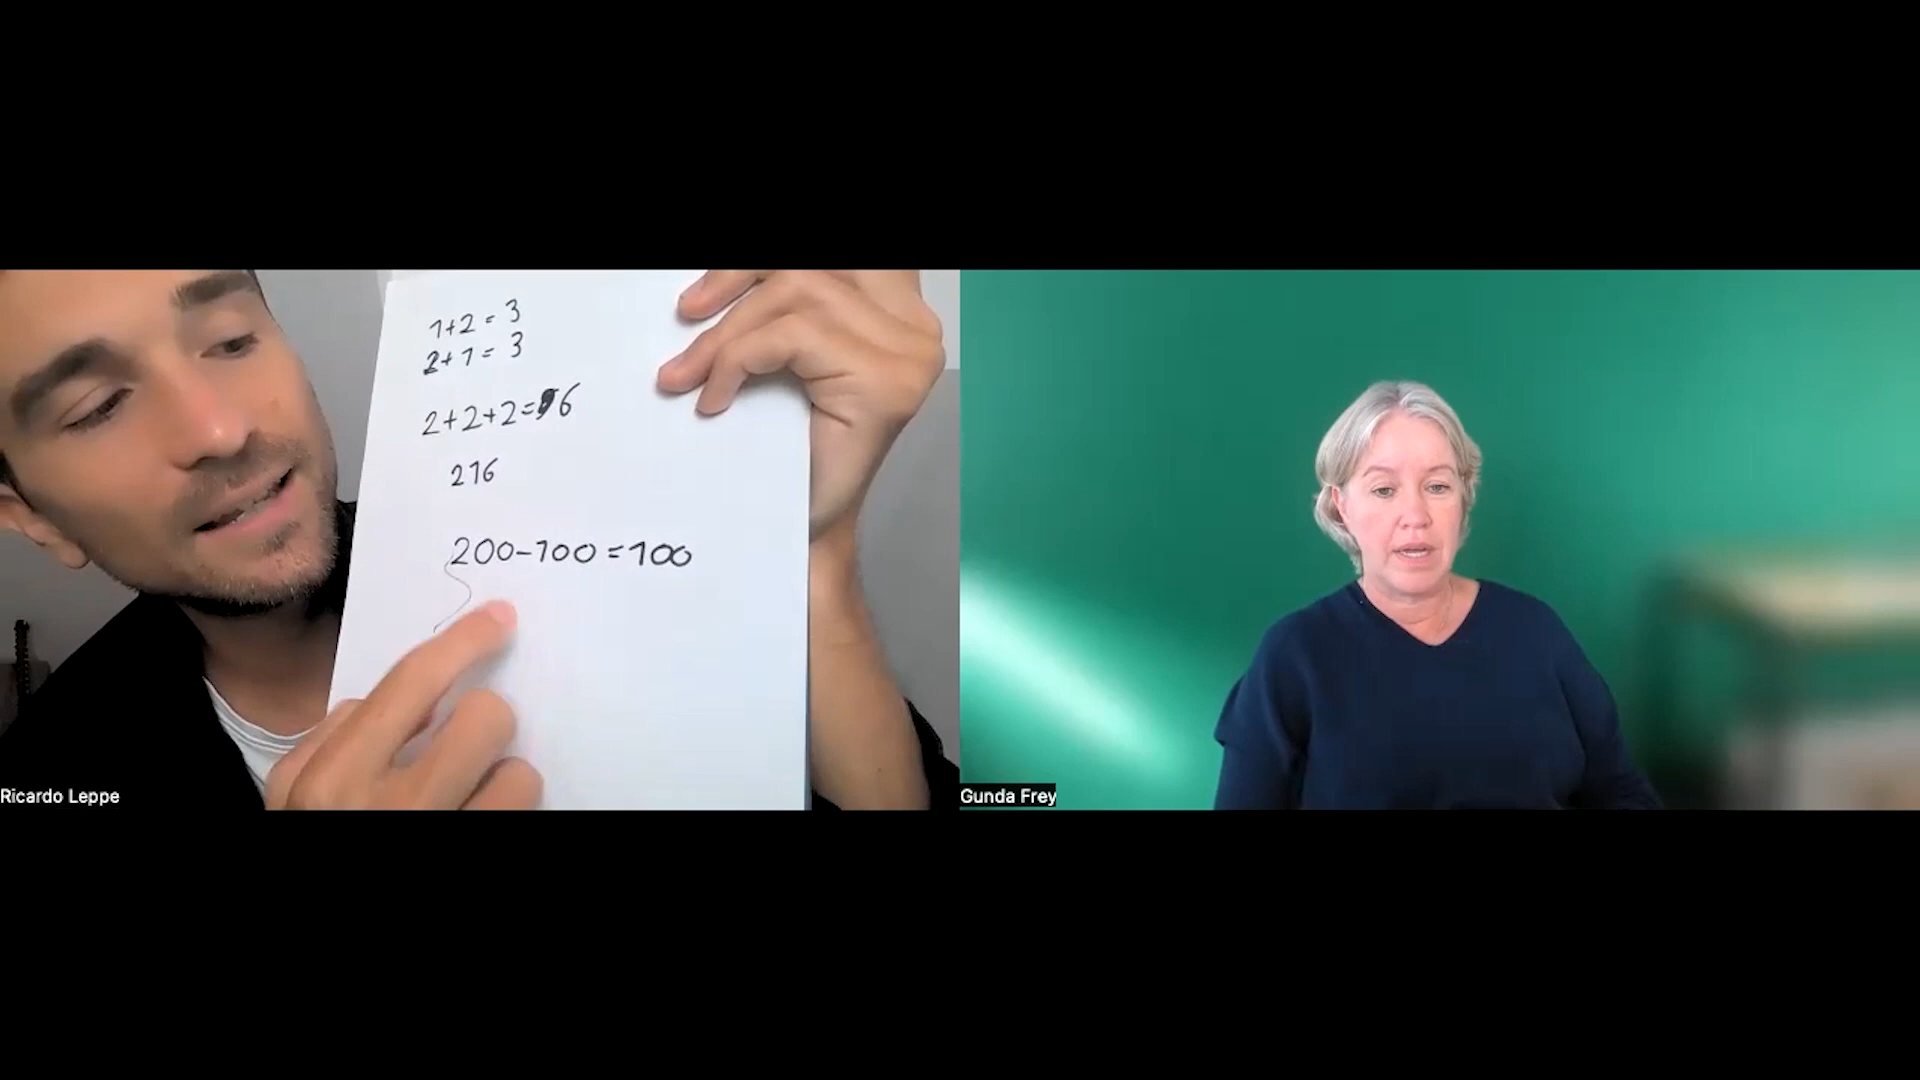 1+2=3
2+1=3
2+2+2=6
216
200-100=100
Ricardo Leppe
Gunda Frey